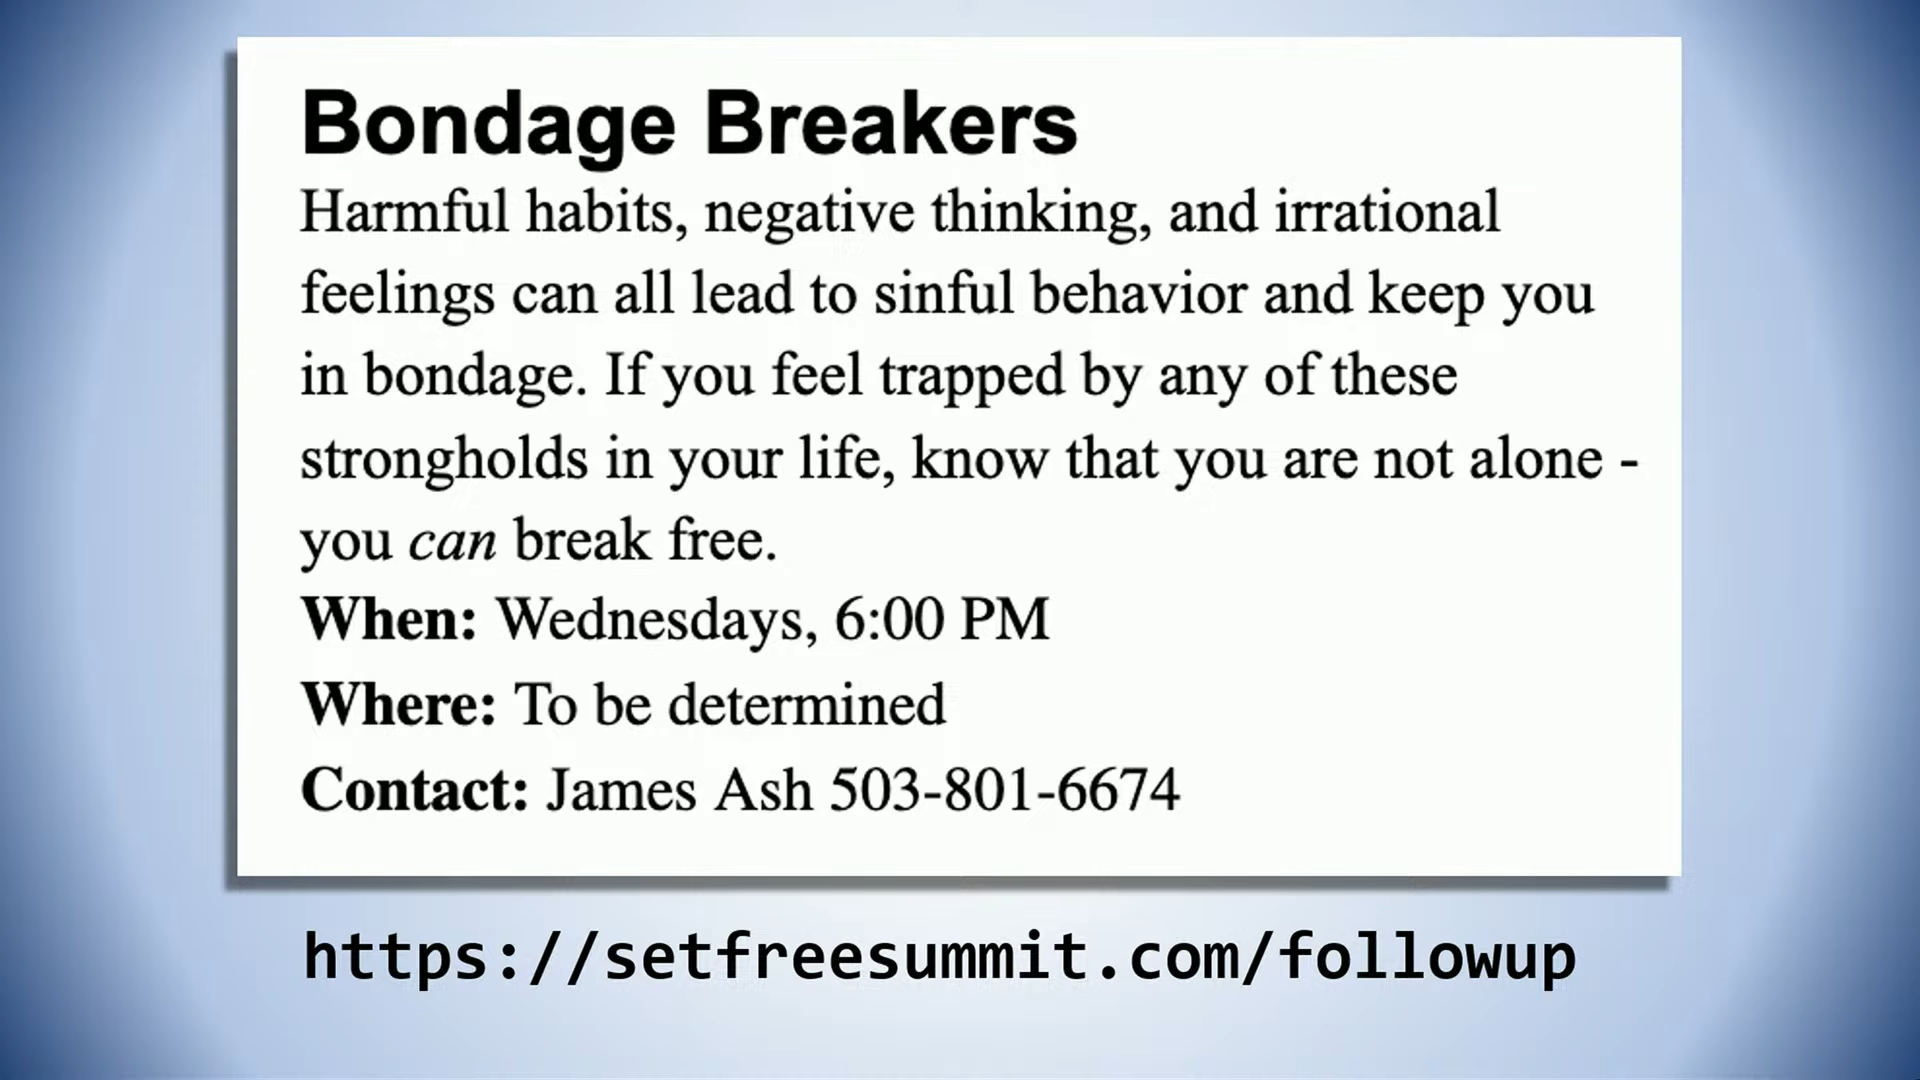 Bondage Breakers
Harmful habits, negative thinking, and irrational
feelings can all lead to sinful behavior and keep you
in bondage. If you feel trapped by any of these
strongholds in your life, know that you are not alone -
you can break free.
When: Wednesdays, 6:00 PM
Where: To be determined
Contact: James Ash 503-801-6674
https://setfreesummit.com/followup